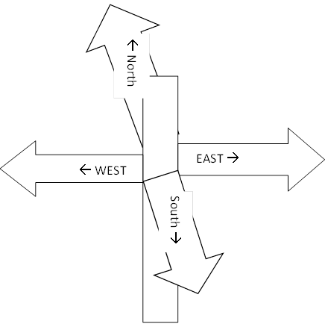 ← North
EAST →
← WEST
South →